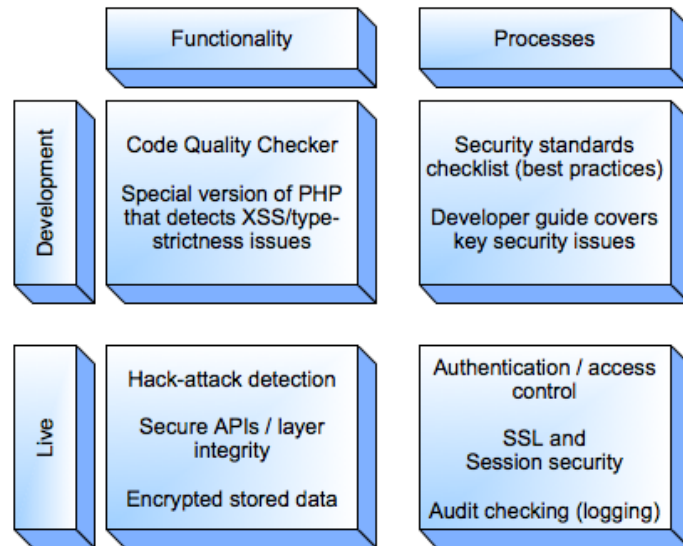 Functionality
Processes
Development
Code Quality Checker
Special version of PHP
that detects XSS/type-
strictness issues
Security standards
checklist (best practices)
Developer guide covers
key security issues
Live
Hack-attack detection
Secure APIs / layer
integrity
Encrypted stored data
Authentication / access
control
SSL and
Session security
Audit checking (logging)